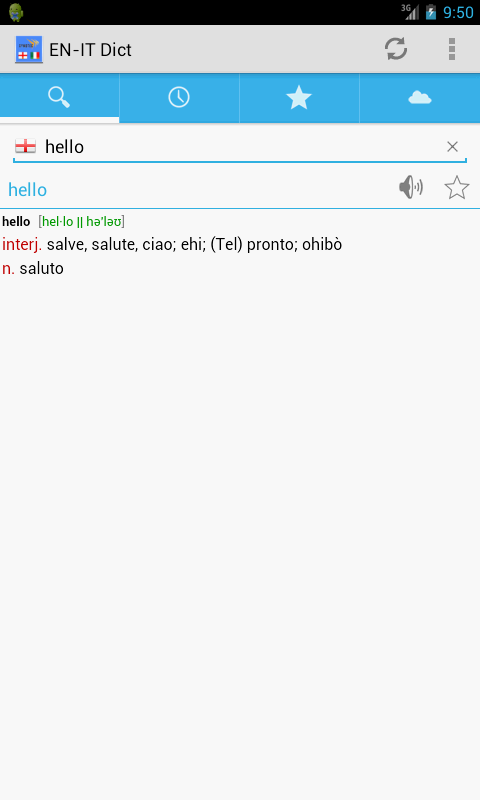 3G 9:50
EN-IT Dict
hello
hello
hello [hel·lo || hə'ləʊ]
interj. salve, salute, ciao; ehi; (Tel) pronto; ohibò
n. saluto